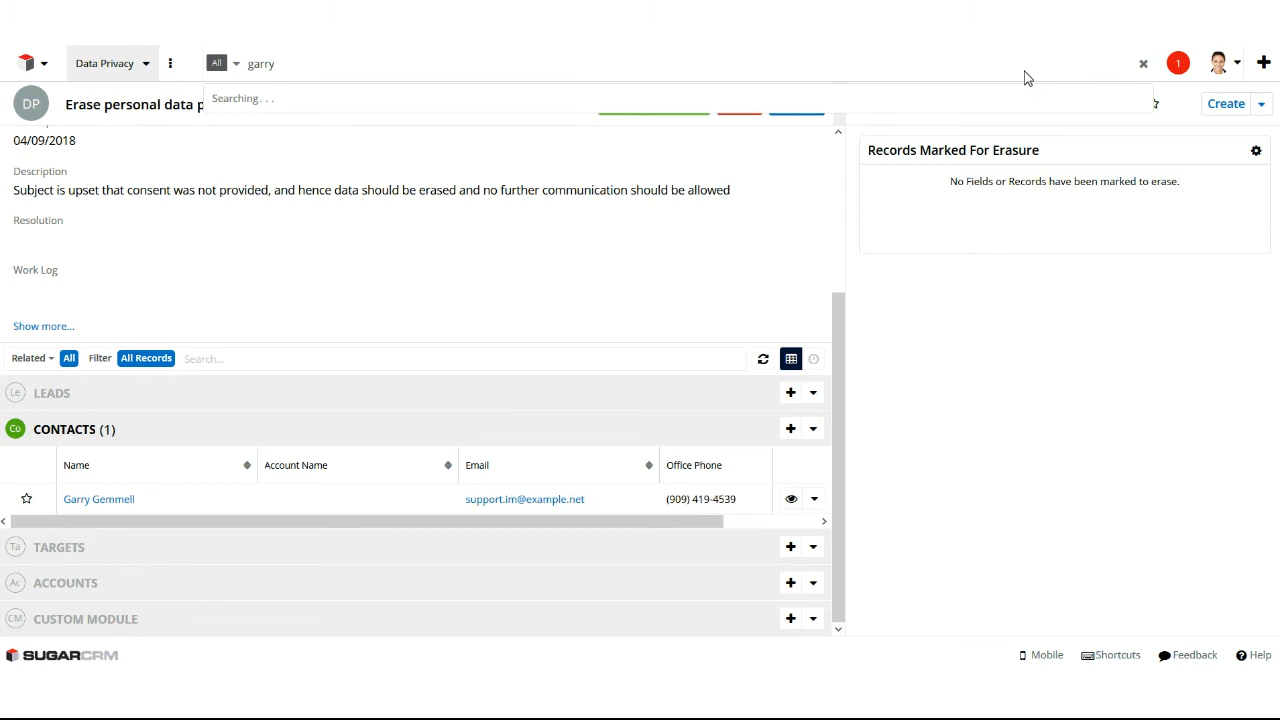 Data Privacy
All garry
1
Searching . . .
DP
Erase personal data p
Create
04/09/2018
Description
Subject is upset that consent was not provided, and hence data should be erased and no further communication should be allowed
Resolution
Work Log
Show more...
Records Marked For Erasure
No Fields or Records have been marked to erase.
Related All Filter All Records Search...
Le LEADS
Co CONTACTS (1)
Name Account Name Email Office Phone
Garry Gemmell support.im@example.net (909) 419-4539
Ta TARGETS
Ac ACCOUNTS
CM CUSTOM MODULE
SUGARCRM
Mobile Shortcuts Feedback Help